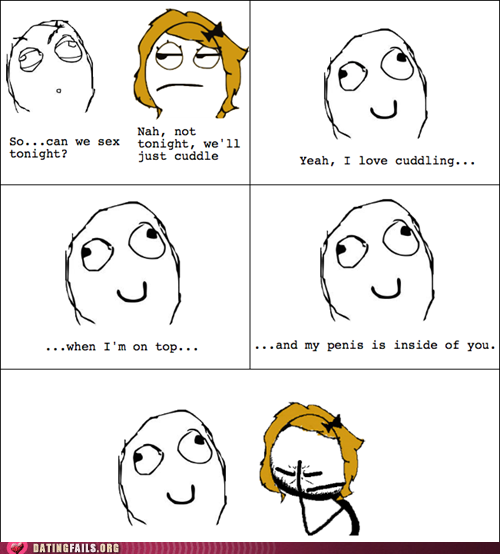 So...can we sex
tonight?
Nah, not
tonight, we'll
just cuddle
Yeah, I love cuddling...
...when I'm on top...
...and my penis is inside of you.
DATINGFAILS.ORG